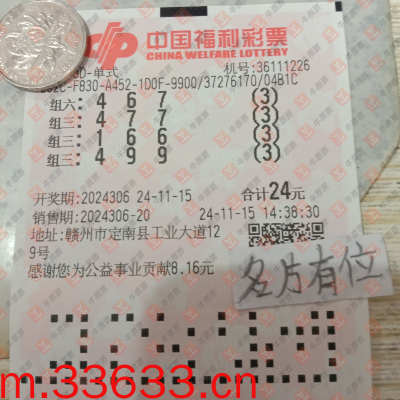 中国福利彩票
CHINA WELFARE LOTTERY
3D-单式 机号:36111226
C-F830-A452-1D0F-9900/37276170/04B1C
组六: 4 6 7 (3)
组三: 4 7 7 (3)
组三: 1 6 6 (3)
组三: 4 9 9 (3)
开奖期: 2024306 24-11-15 合计24元
销售期: 2024306-20 24-11-15 14:38:30
地址: 赣州市定南县工业大道12
9号
感谢您为公益事业贡献8.16元
名片有位
m.33633.cn